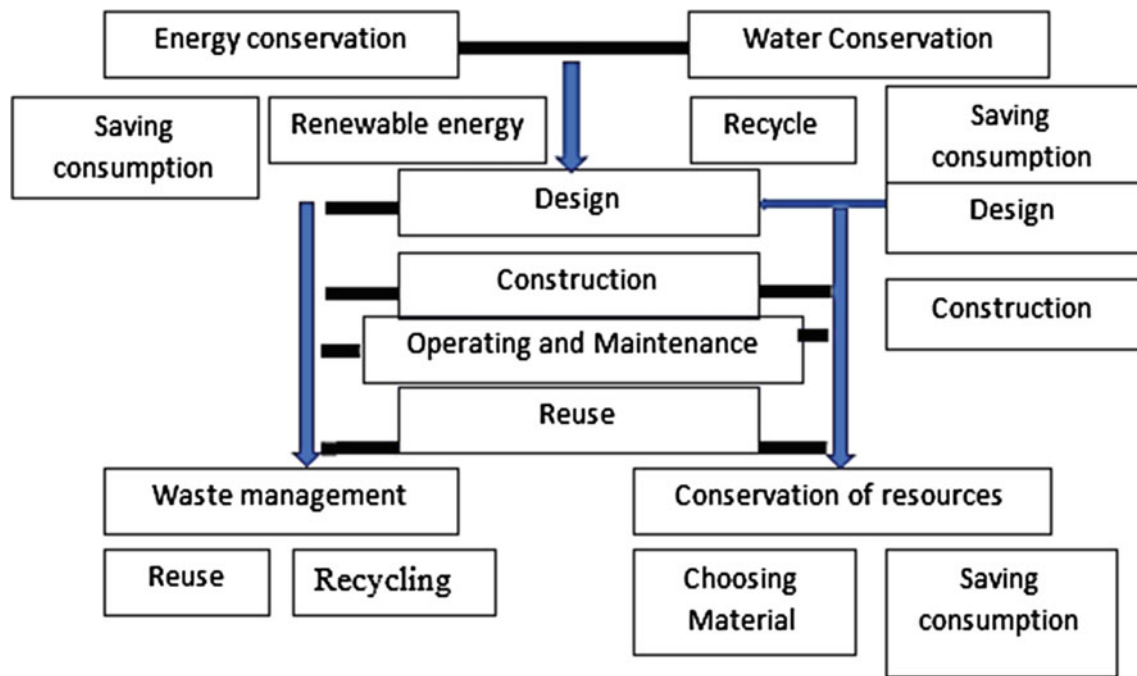 Energy conservation
Water Conservation
Saving
consumption
Renewable energy
Recycle
Saving
consumption
Design
Design
Construction
Construction
Operating and Maintenance
Reuse
Waste management
Conservation of resources
Reuse
Recycling
Choosing
Material
Saving
consumption